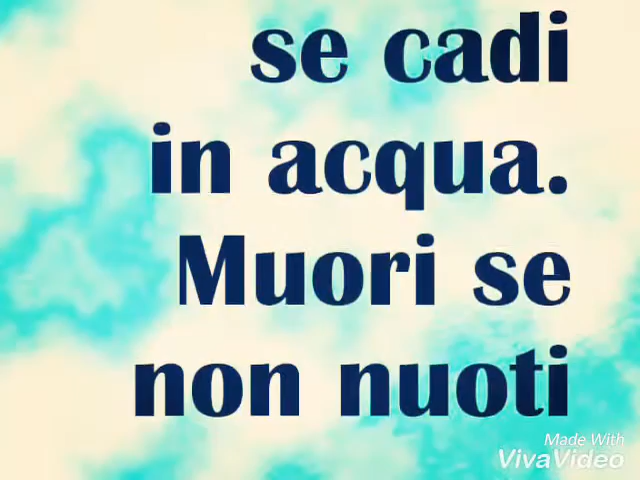 se cadi
in acqua.
Muori se
non nuoti
Made With
VivaVideo